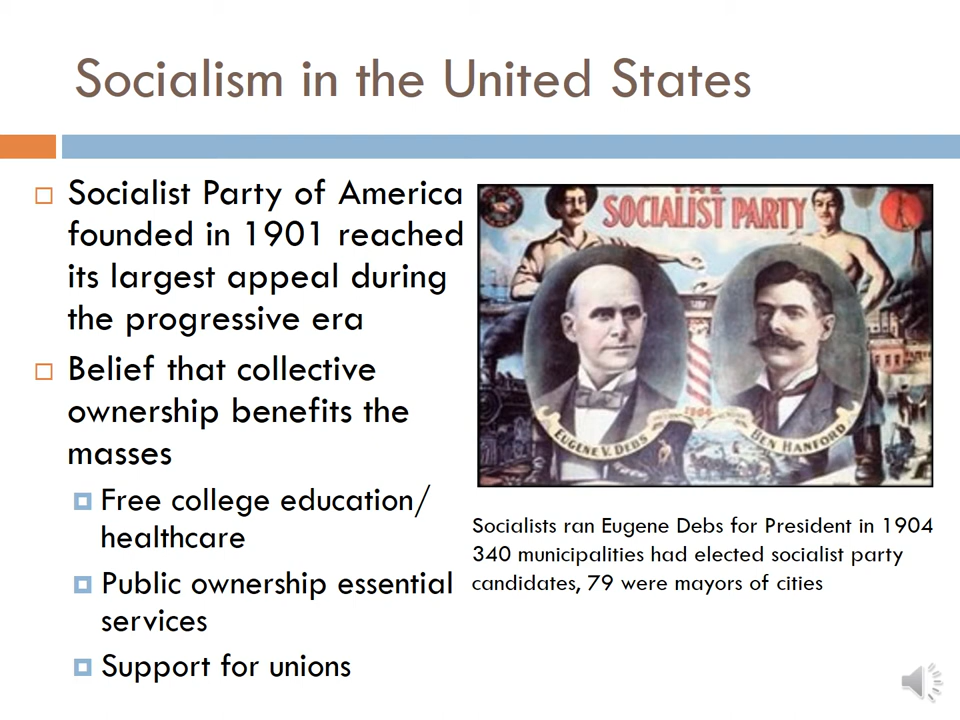 Socialism in the United States
Socialist Party of America
founded in 1901 reached
its largest appeal during
the progressive era
Belief that collective
ownership benefits the
masses
Free college education/
healthcare
Public ownership essential
services
Support for unions
THE
SOCIALIST PARTY
1904
EUGENE V. DEBS
BEN HANFORD
Socialists ran Eugene Debs for President in 1904
340 municipalities had elected socialist party
candidates, 79 were mayors of cities